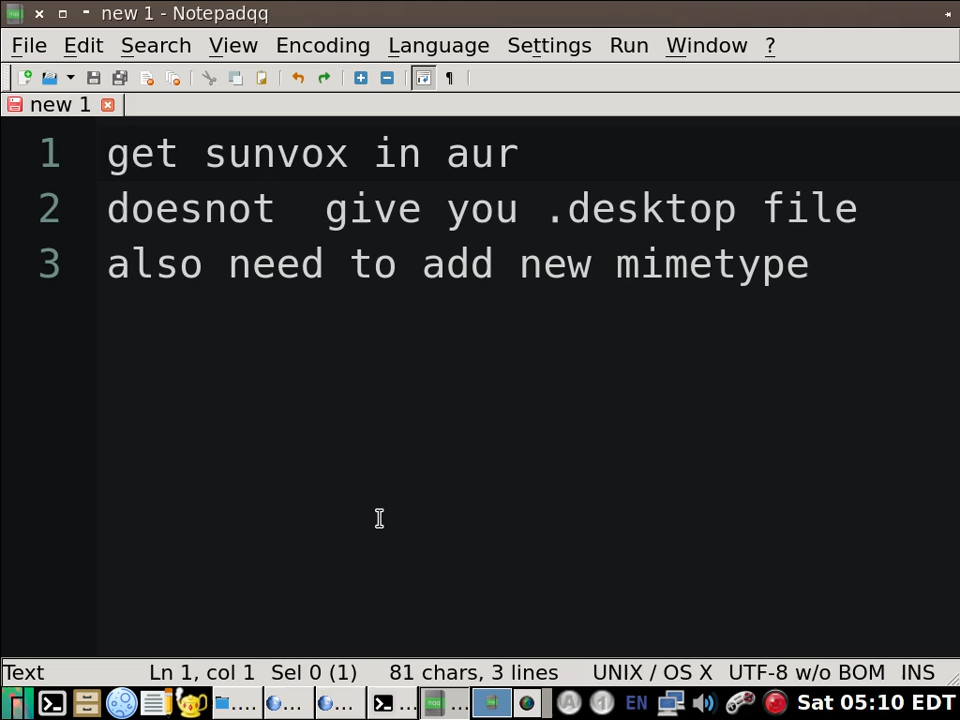 new 1 - Notepadqq
File Edit Search View Encoding Language Settings Run Window ?
new 1
1 get sunvox in aur
2 doesnot  give you .desktop file
3 also need to add new mimetype
Text Ln 1, col 1 Sel 0 (1) 81 chars, 3 lines UNIX / OS X UTF-8 w/o BOM INS
... ... ... ... ... EN Sat 05:10 EDT